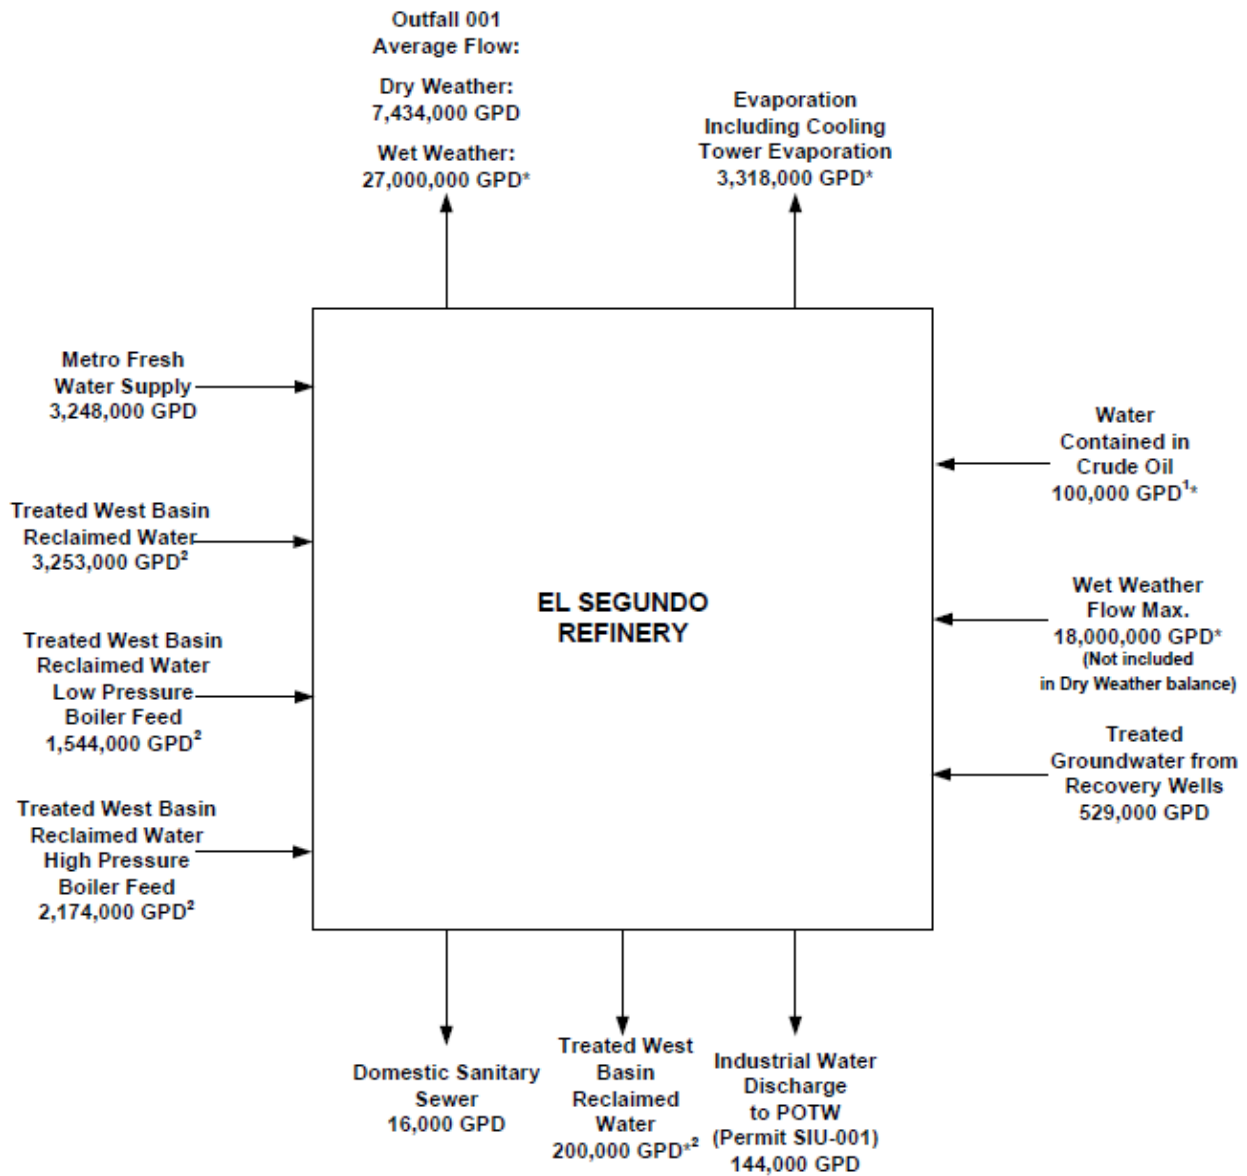 Outfall 001
Average Flow:
Dry Weather:
7,434,000 GPD
Wet Weather:
27,000,000 GPD*
Evaporation
Including Cooling
Tower Evaporation
3,318,000 GPD*
Metro Fresh
Water Supply
3,248,000 GPD
Treated West Basin
Reclaimed Water
3,253,000 GPD²
Treated West Basin
Reclaimed Water
Low Pressure
Boiler Feed
1,544,000 GPD²
Treated West Basin
Reclaimed Water
High Pressure
Boiler Feed
2,174,000 GPD²
EL SEGUNDO
REFINERY
Water
Contained in
Crude Oil
100,000 GPD¹*
Wet Weather
Flow Max.
18,000,000 GPD*
(Not included
in Dry Weather balance)
Treated
Groundwater from
Recovery Wells
529,000 GPD
Domestic Sanitary
Sewer
16,000 GPD
Treated West
Basin
Reclaimed
Water
200,000 GPD*²
Industrial Water
Discharge
to POTW
(Permit SIU-001)
144,000 GPD